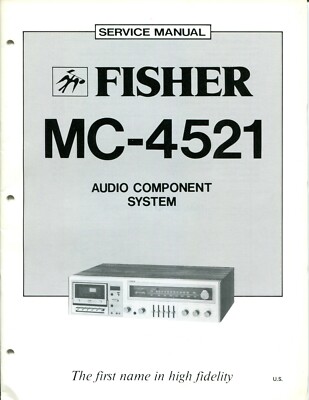 SERVICE MANUAL
FISHER
MC-4521
AUDIO COMPONENT
SYSTEM
The first name in high fidelity
U.S.